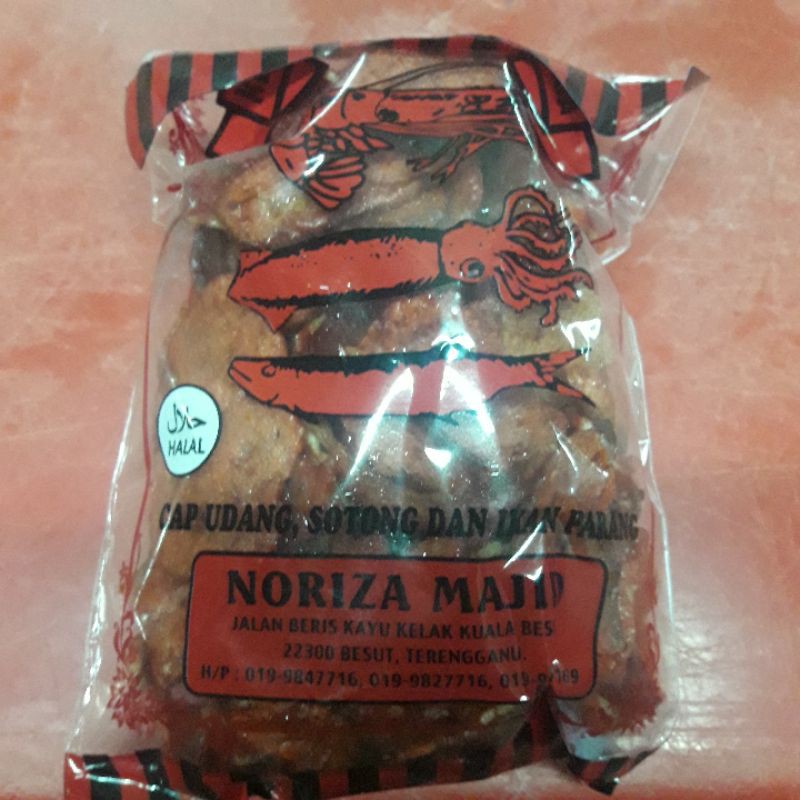 حلال
HALAL
CAP UDANG, SOTONG DAN IKAN PARANG
NORIZA MAJID
JALAN BERIS KAYU KELAK KUALA BES
22300 BESUT, TERENGGANU.
H/P : 019-9847716, 019-9827716,